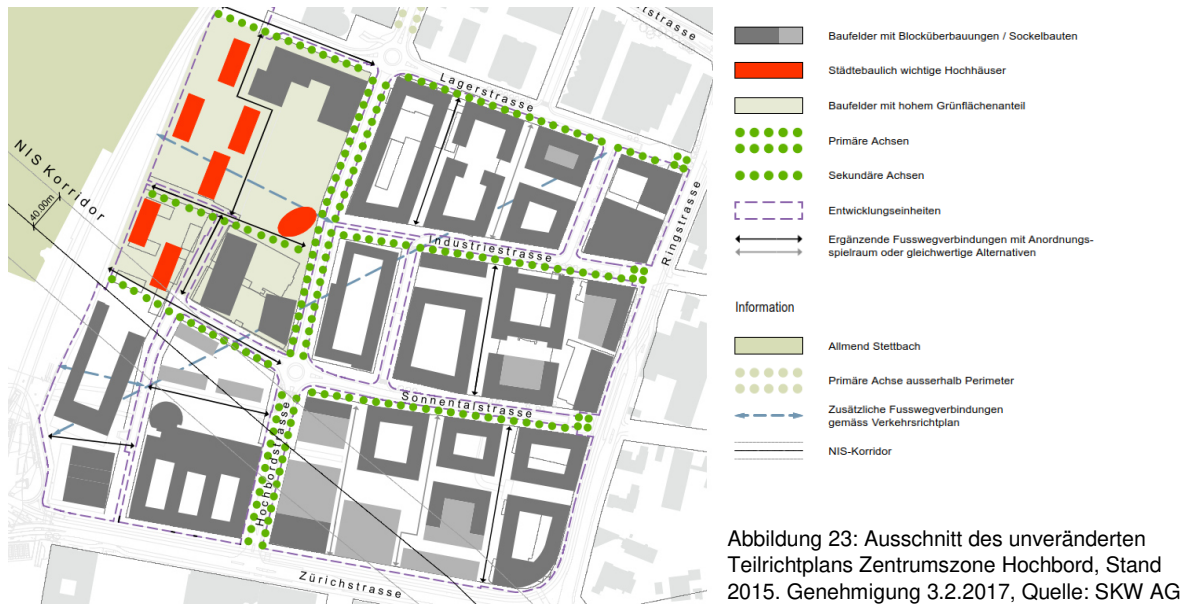 erstrasse
Lagerstrasse
NIS Korridor
40.00m
Ringstrasse
Industriestrasse
Sonnentalstrasse
Hochbordstrasse
Zürichstrasse
Baufelder mit Blocküberbauungen / Sockelbauten
Städtebaulich wichtige Hochhäuser
Baufelder mit hohem Grünflächenanteil
Primäre Achsen
Sekundäre Achsen
Entwicklungseinheiten
Ergänzende Fusswegverbindungen mit Anordnungs-
spielraum oder gleichwertige Alternativen
Information
Allmend Stettbach
Primäre Achse ausserhalb Perimeter
Zusätzliche Fusswegverbindungen
gemäss Verkehrsrichtplan
NIS-Korridor
Abbildung 23: Ausschnitt des unveränderten
Teilrichtplans Zentrumszone Hochbord, Stand
2015. Genehmigung 3.2.2017, Quelle: SKW AG